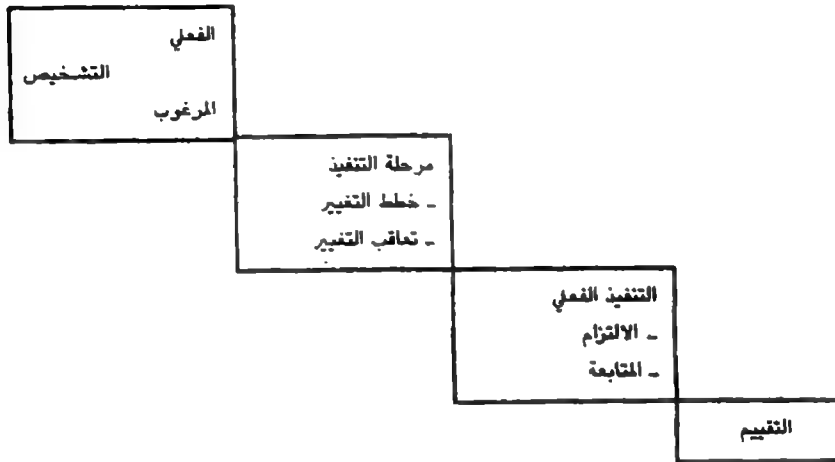 الفعلي
التشخيص
المرغوب
مرحلة التنفيذ
ـ خطط التغيير
ـ تعاقب التغيير
التنفيذ الفعلي
ـ الالتزام
ـ المتابعة
التقييم